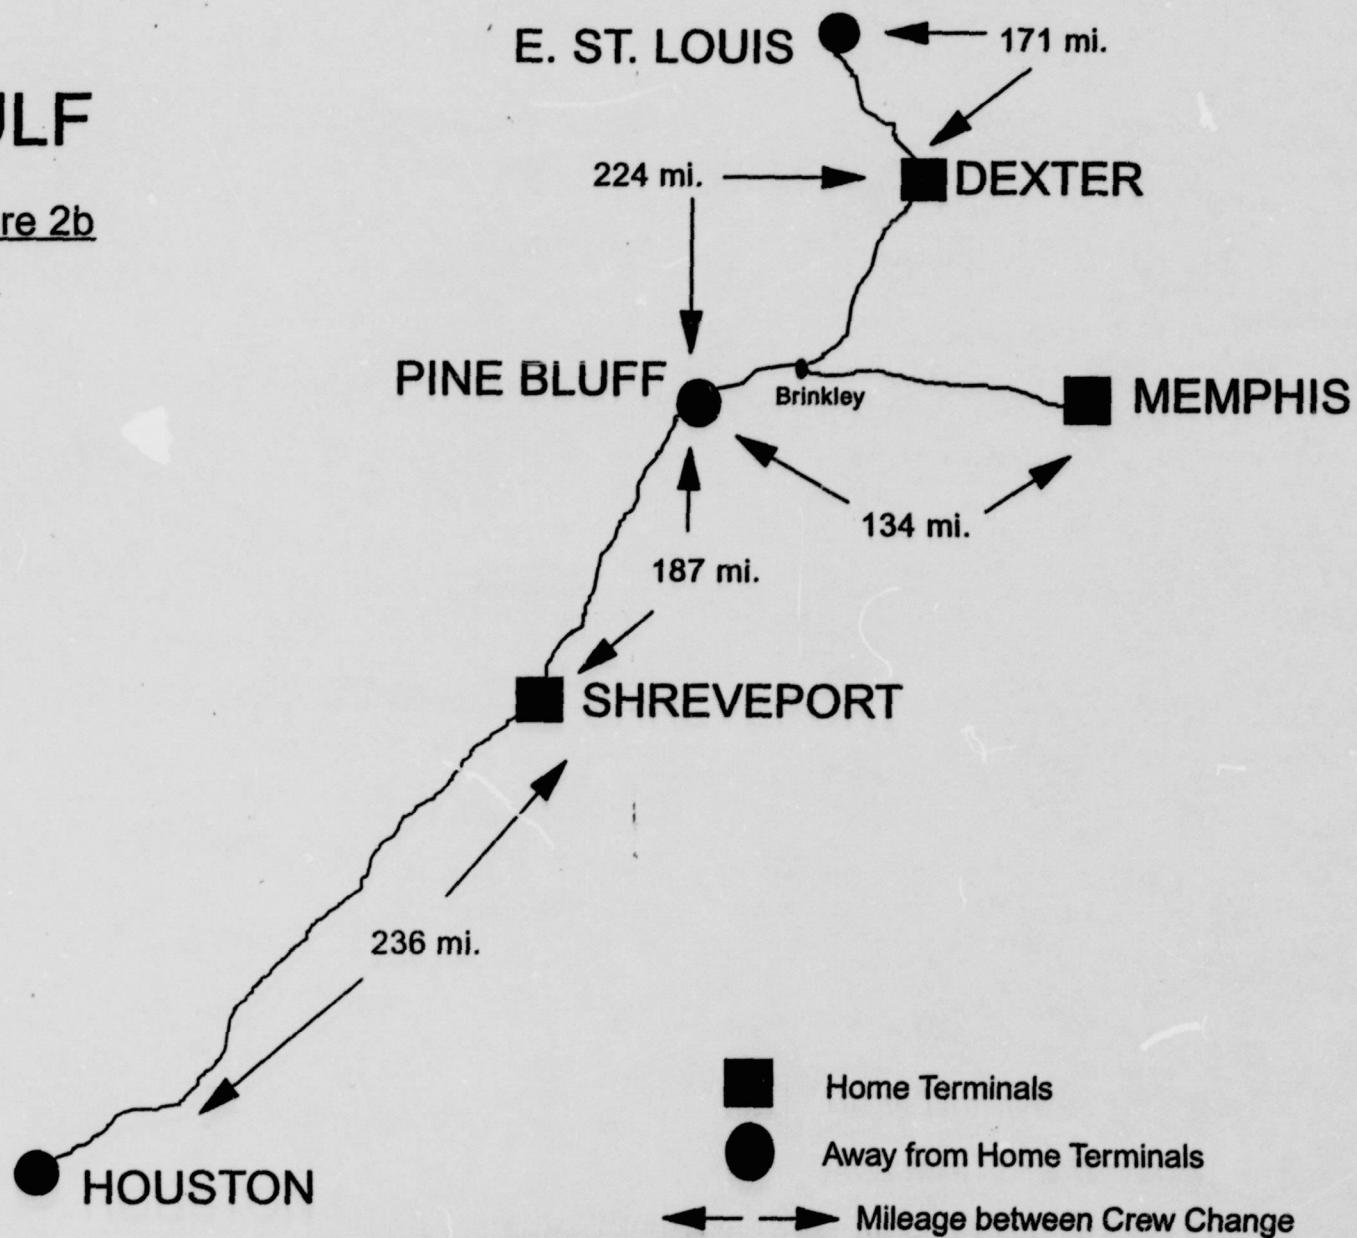 E. ST. LOUIS
171 mi.
ULF
224 mi.
DEXTER
re 2b
PINE BLUFF
Brinkley
MEMPHIS
134 mi.
187 mi.
SHREVEPORT
236 mi.
Home Terminals
Away from Home Terminals
HOUSTON
Mileage between Crew Change